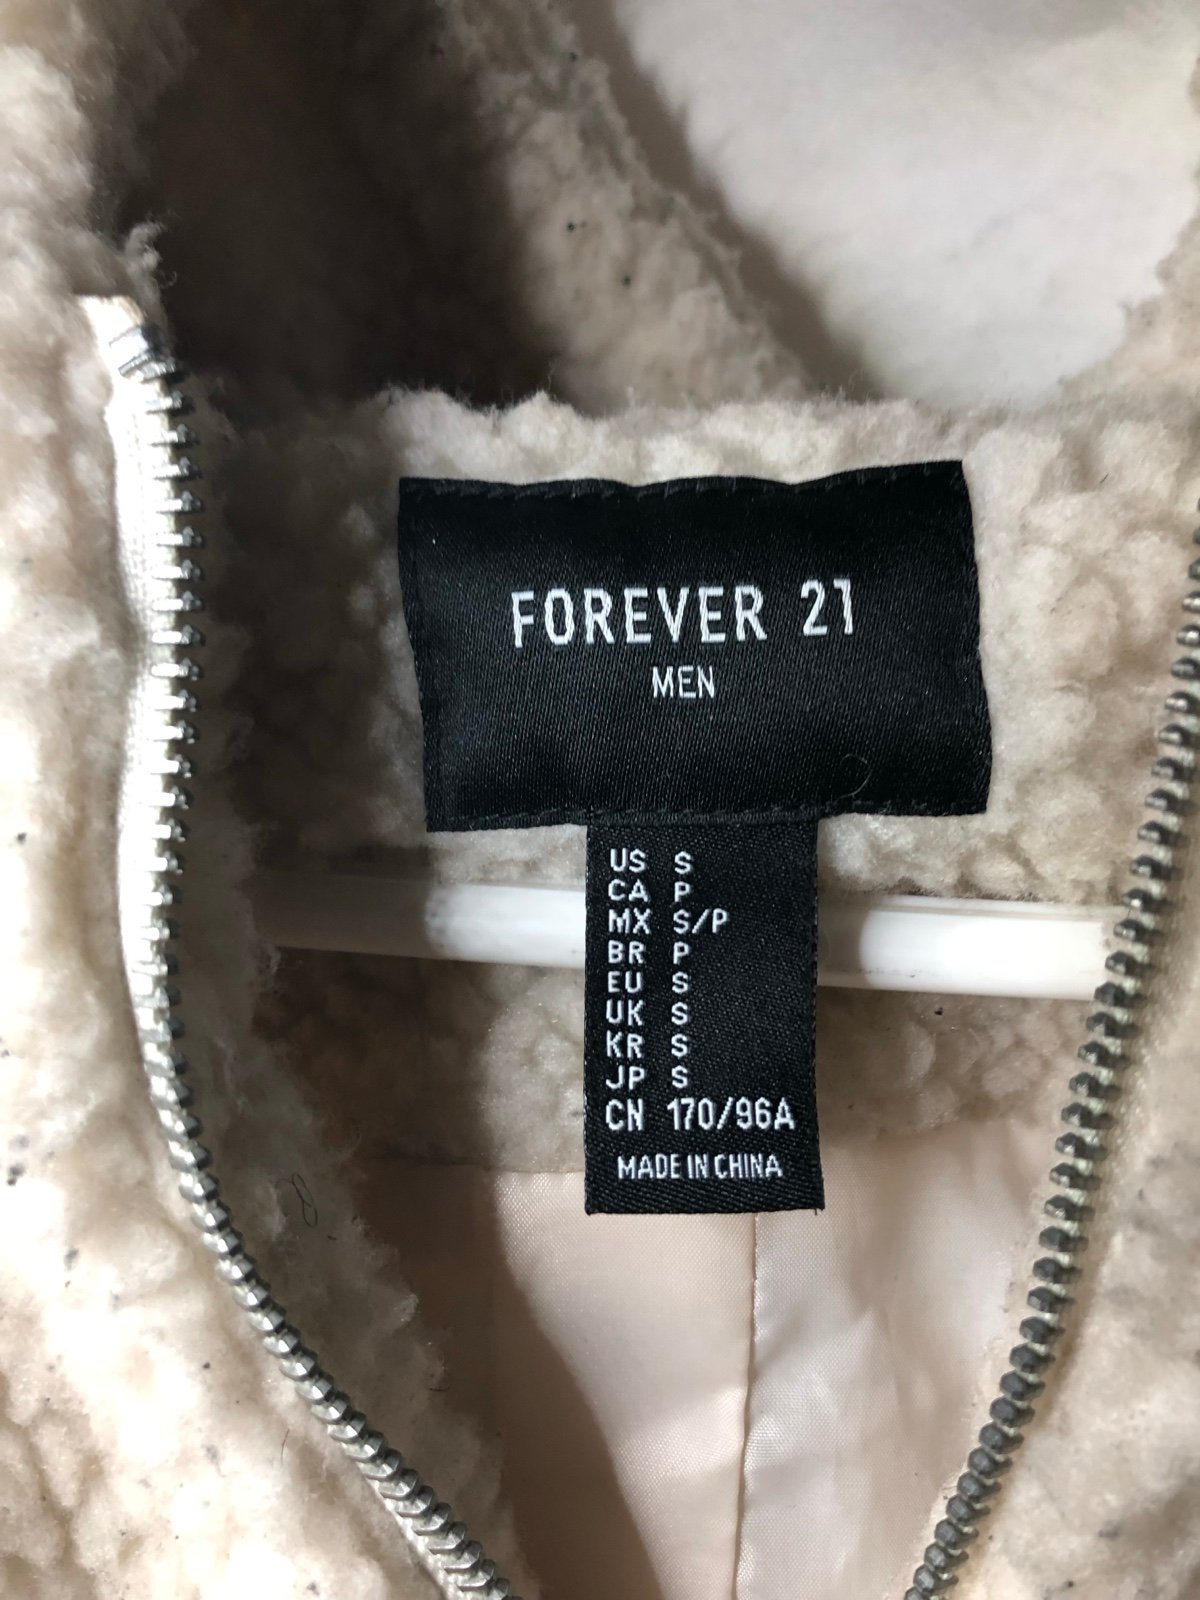 FOREVER 21
MEN
US S
CA P
MX S/P
BR P
EU S
UK S
KR S
JP S
CN 170/96A
MADE IN CHINA